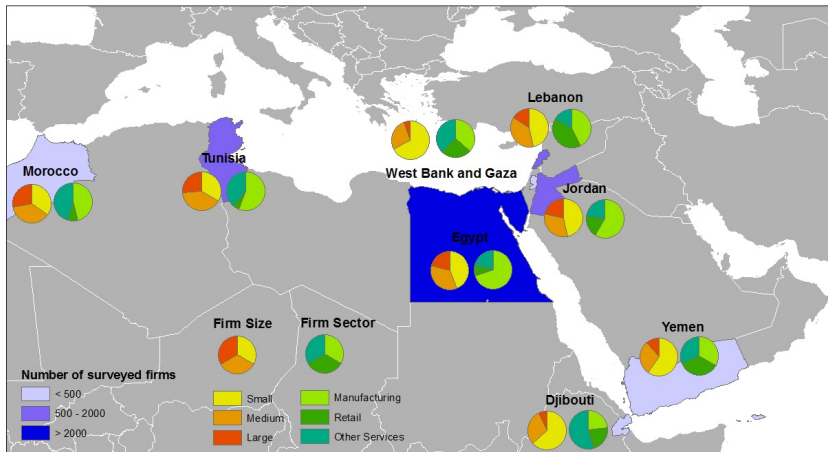 Lebanon
Morocco
Tunisia
West Bank and Gaza
Jordan
Egypt
Firm Size
Firm Sector
Yemen
Number of surveyed firms
< 500
500 - 2000
> 2000
Small
Medium
Large
Manufacturing
Retail
Other Services
Djibouti